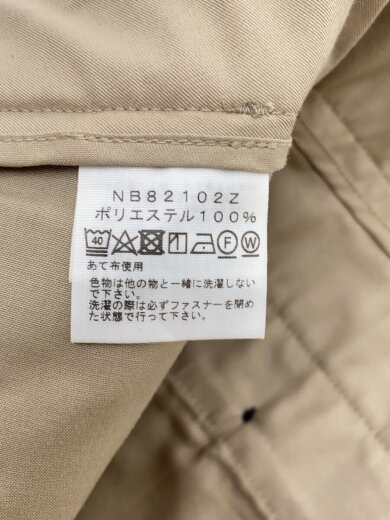 NB82102Z
ポリエステル100%
40 F W
あて布使用
色物は他の物と一緒に洗濯しない
で下さい。
洗濯の際は必ずファスナーを閉め
た状態で行って下さい。